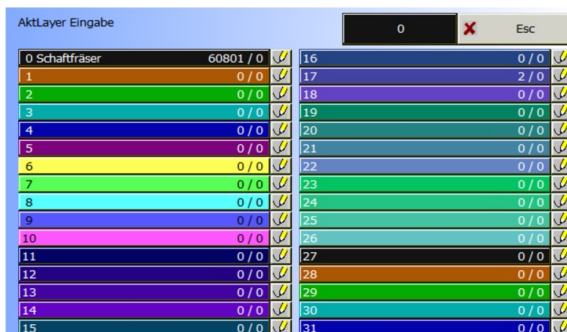 AktLayer Eingabe
0
Esc
0 Schaftfräser 60801 / 0
1 0 / 0
2 0 / 0
3 0 / 0
4 0 / 0
5 0 / 0
6 0 / 0
7 0 / 0
8 0 / 0
9 0 / 0
10 0 / 0
11 0 / 0
12 0 / 0
13 0 / 0
14 0 / 0
15 0 / 0
16 0 / 0
17 2 / 0
18 0 / 0
19 0 / 0
20 0 / 0
21 0 / 0
22 0 / 0
23 0 / 0
24 0 / 0
25 0 / 0
26 0 / 0
27 0 / 0
28 0 / 0
29 0 / 0
30 0 / 0
31 0 / 0